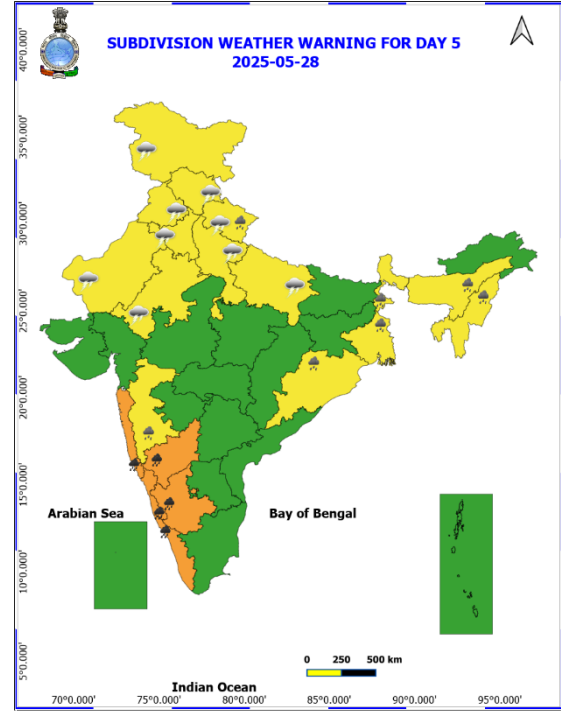 SUBDIVISION WEATHER WARNING FOR DAY 5
2025-05-28
40°0.000'
35°0.000'
30°0.000'
25°0.000'
20°0.000'
15°0.000'
10°0.000'
5°0.000'
Arabian Sea
Bay of Bengal
0 250 500 km
Indian Ocean
70°0.000' 75°0.000' 80°0.000' 85°0.000' 90°0.000' 95°0.000'